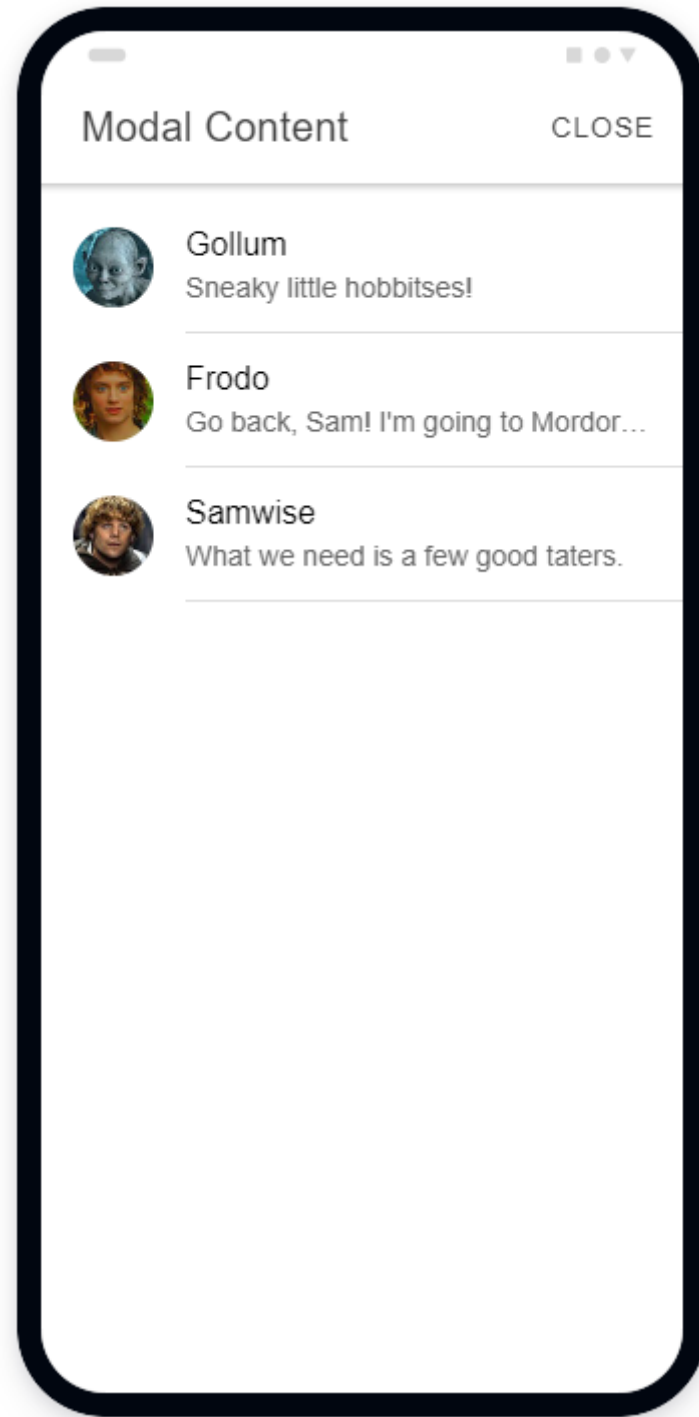 Modal Content
CLOSE
Gollum
Sneaky little hobbitses!
Frodo
Go back, Sam! I'm going to Mordor…
Samwise
What we need is a few good taters.